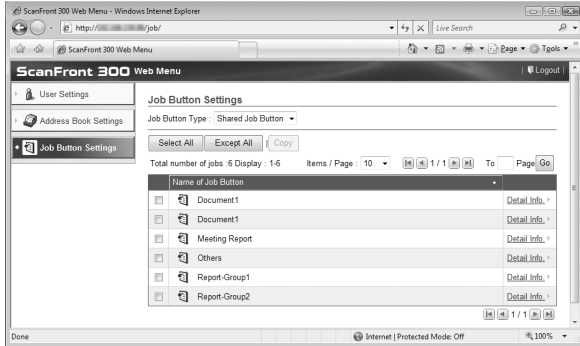 ScanFront 300 Web Menu - Windows Internet Explorer
http:// /job/
Live Search
ScanFront 300 Web Menu
Page Tools
ScanFront 300 Web Menu
Logout
User Settings
Address Book Settings
Job Button Settings
Job Button Settings
Job Button Type : Shared Job Button
Select All Except All | Copy
Total number of jobs :6 Display : 1-6 Items / Page : 10 1 / 1 To Page Go
Name of Job Button
Document1 Detail Info.
Document1 Detail Info.
Meeting Report Detail Info.
Others Detail Info.
Report-Group1 Detail Info.
Report-Group2 Detail Info.
1 / 1
Done Internet | Protected Mode: Off 100%